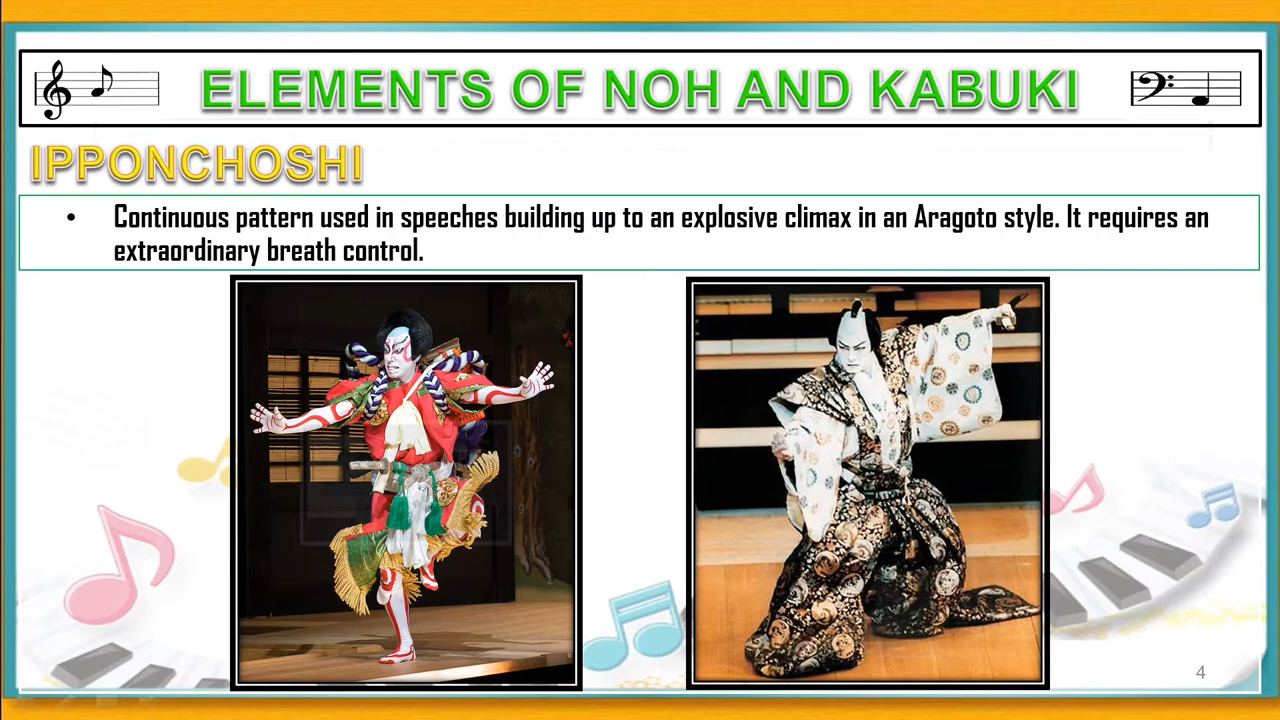 ELEMENTS OF NOH AND KABUKI
IPPONCHOSHI
• Continuous pattern used in speeches building up to an explosive climax in an Aragoto style. It requires an
extraordinary breath control.
4